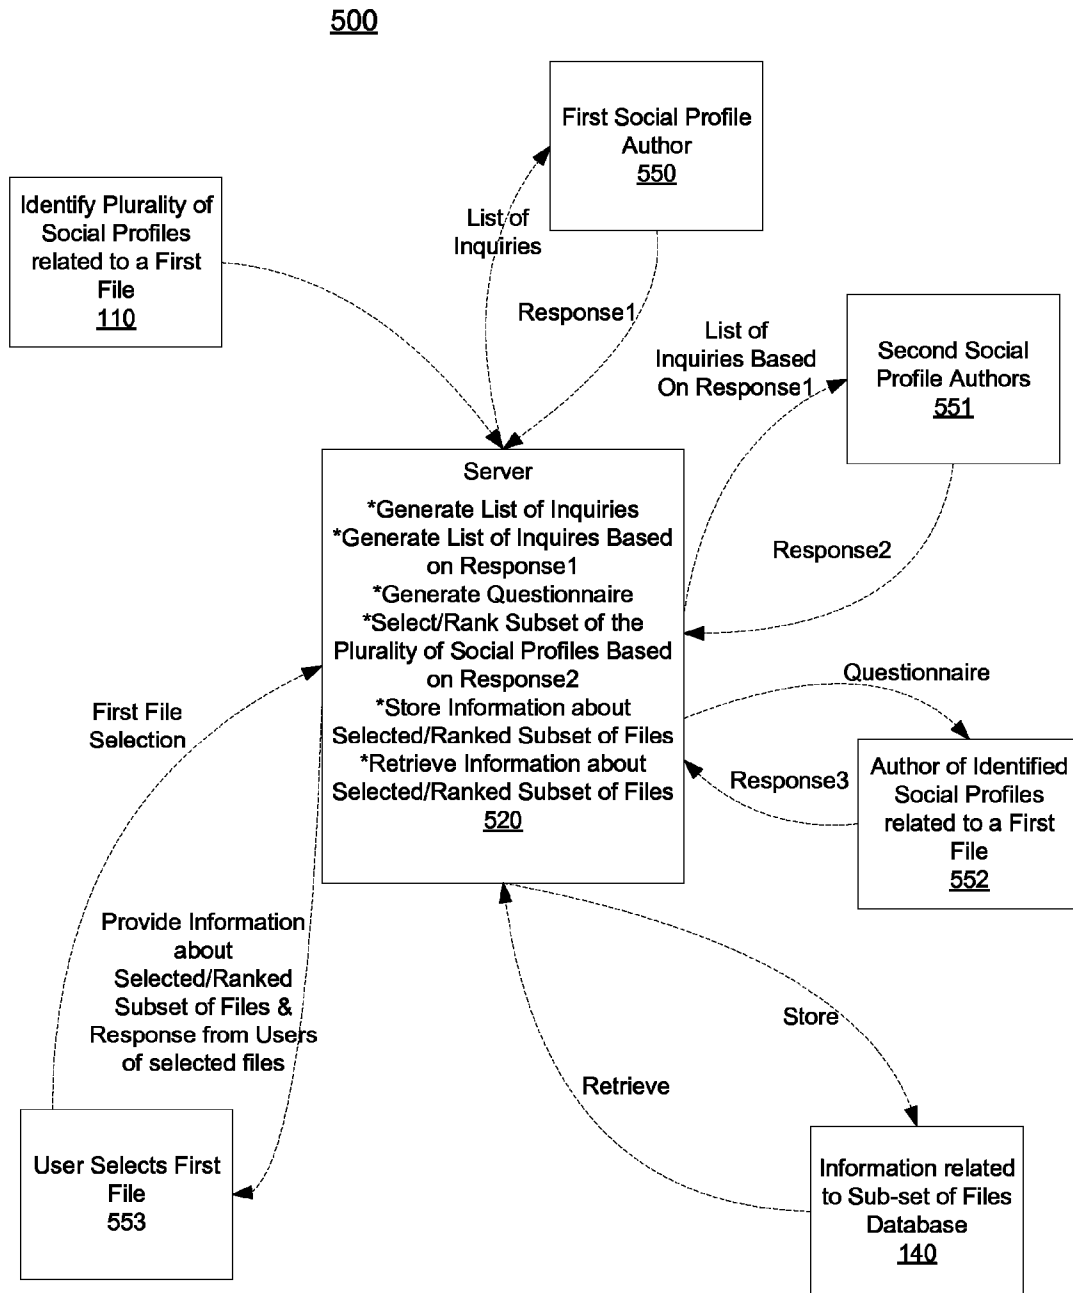 500
First Social Profile
Author
550
Identify Plurality of
Social Profiles
related to a First
File
110
List of
Inquiries
Response1
List of
Inquiries Based
On Response1
Second Social
Profile Authors
551
Response2
Server
*Generate List of Inquiries
*Generate List of Inquires Based
on Response1
*Generate Questionnaire
*Select/Rank Subset of the
Plurality of Social Profiles Based
on Response2
*Store Information about
Selected/Ranked Subset of Files
*Retrieve Information about
Selected/Ranked Subset of Files
520
Questionnaire
Response3
Author of Identified
Social Profiles
related to a First
File
552
First File
Selection
Provide Information
about
Selected/Ranked
Subset of Files &
Response from Users
of selected files
Store
Retrieve
User Selects First
File
553
Information related
to Sub-set of Files
Database
140